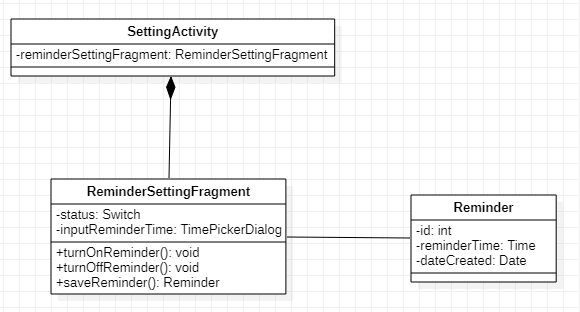 SettingActivity
-reminderSettingFragment: ReminderSettingFragment
ReminderSettingFragment
-status: Switch
-inputReminderTime: TimePickerDialog
+turnOnReminder(): void
+turnOffReminder(): void
+saveReminder(): Reminder
Reminder
-id: int
-reminderTime: Time
-dateCreated: Date